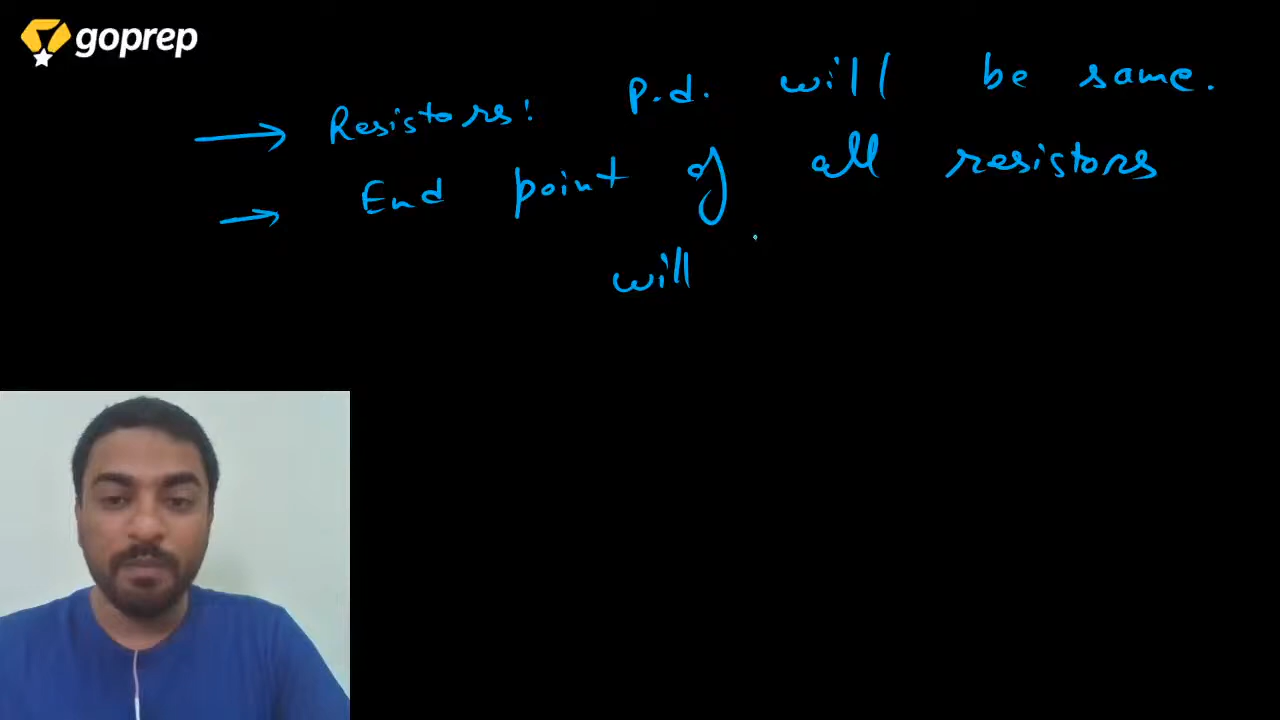 goprep
→ Resistors: P.d. will be same.
→ End point of all resistors
will